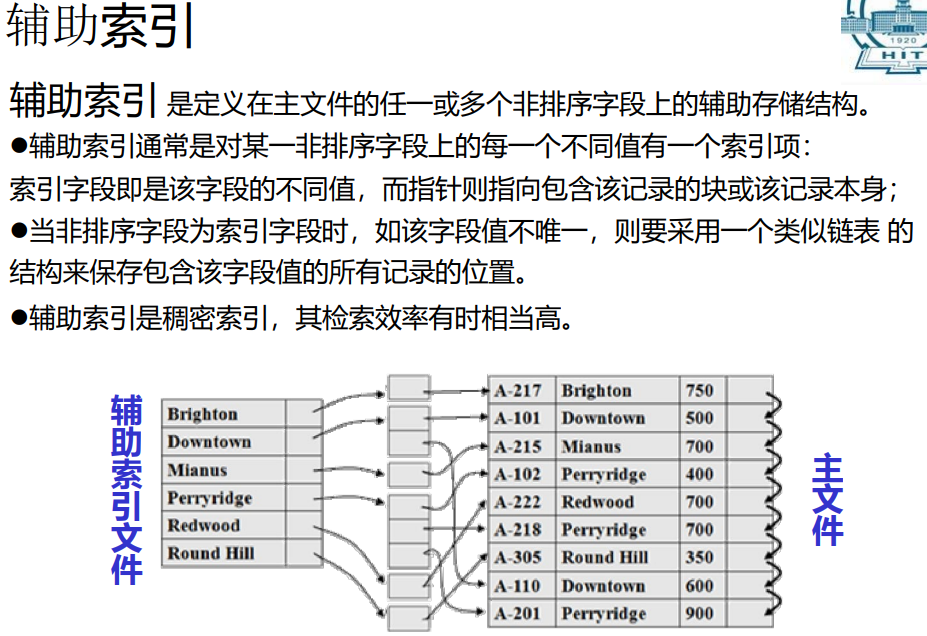 辅助索引
1920
HIT
辅助索引 是定义在主文件的任一或多个非排序字段上的辅助存储结构。
●辅助索引通常是对某一非排序字段上的每一个不同值有一个索引项：
索引字段即是该字段的不同值，而指针则指向包含该记录的块或该记录本身；
●当非排序字段为索引字段时，如该字段值不唯一，则要采用一个类似链表 的
结构来保存包含该字段值的所有记录的位置。
●辅助索引是稠密索引，其检索效率有时相当高。
辅助索引文件
Brighton
Downtown
Mianus
Perryridge
Redwood
Round Hill
A-217 Brighton 750
A-101 Downtown 500
A-215 Mianus 700
A-102 Perryridge 400
A-222 Redwood 700
A-218 Perryridge 700
A-305 Round Hill 350
A-110 Downtown 600
A-201 Perryridge 900
主文件